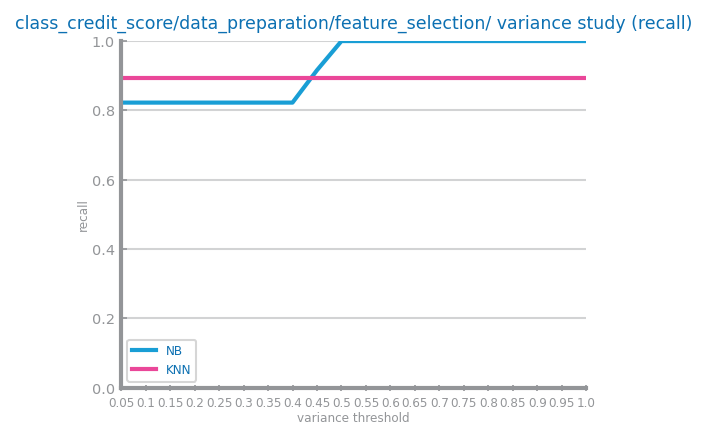 class_credit_score/data_preparation/feature_selection/ variance study (recall)
1.0
0.8
0.6
0.4
0.2
0.0
recall
NB
KNN
0.05 0.1 0.15 0.2 0.25 0.3 0.35 0.4 0.45 0.5 0.55 0.6 0.65 0.7 0.75 0.8 0.85 0.9 0.95 1.0
variance threshold